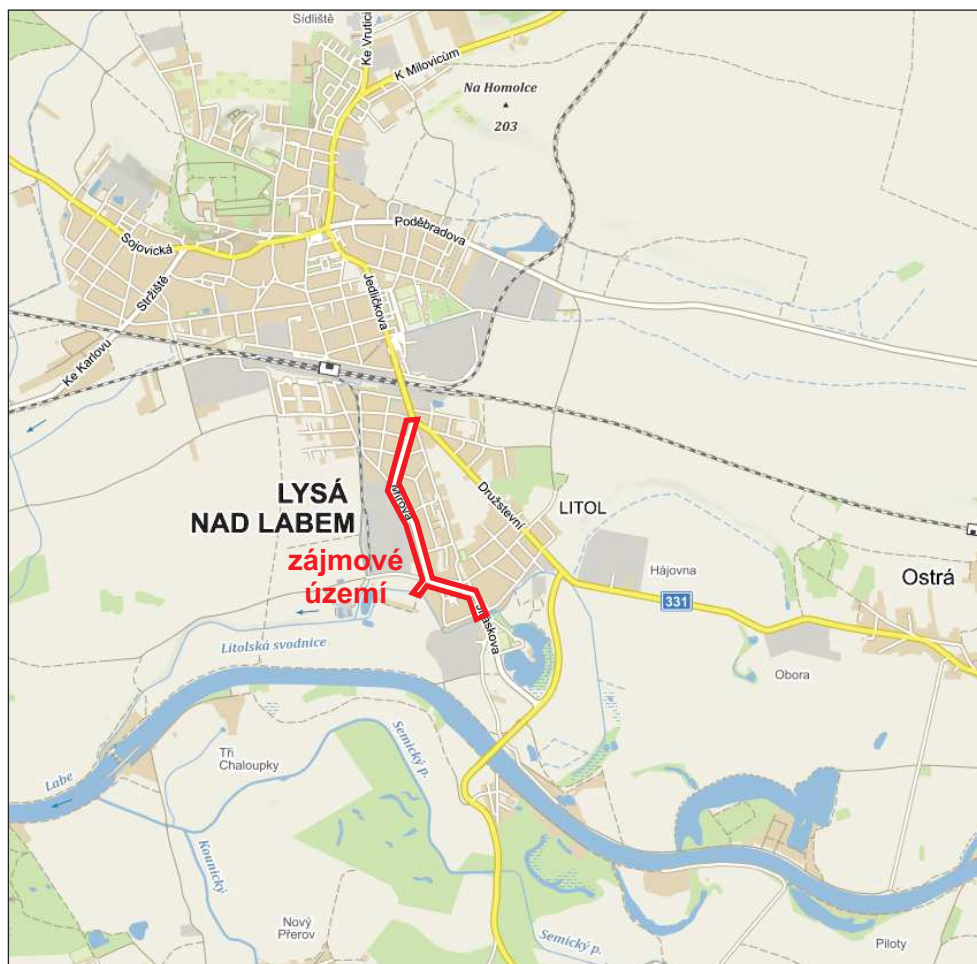 Sídliště
Ke Vrutici
K Milovicům
Na Homolce
203
Poděbradova
Sojovická
Stržiště
Jedličkova
Ke Karlovu
LYSÁ
NAD LABEM
Mírová
Družstevní
LITOL
zájmové
území
Hájovna
Ostrá
331
Litolská svodnice
Obora
Semický p.
Tři
Chaloupky
Labe
Kounický
Nový
Přerov
Semický p.
Piloty